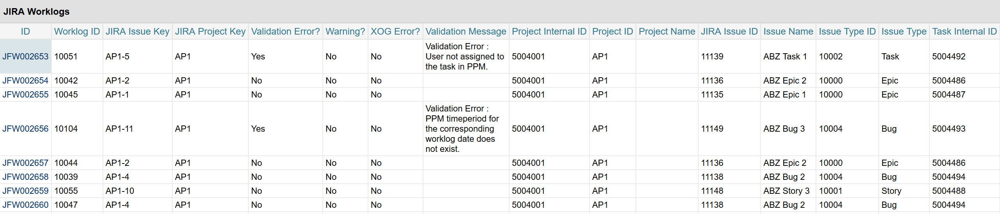 JIRA Worklogs
ID Worklog ID JIRA Issue Key JIRA Project Key Validation Error? Warning? XOG Error? Validation Message Project Internal ID Project ID Project Name JIRA Issue ID Issue Name Issue Type ID Issue Type Task Internal ID
JFW002653 10051 AP1-5 AP1 Yes No No Validation Error :
User not assigned to
the task in PPM. 5004001 AP1 11139 ABZ Task 1 10002 Task 5004492
JFW002654 10042 AP1-2 AP1 No No No 5004001 AP1 11136 ABZ Epic 2 10000 Epic 5004486
JFW002655 10045 AP1-1 AP1 No No No 5004001 AP1 11135 ABZ Epic 1 10000 Epic 5004487
JFW002656 10104 AP1-11 AP1 Yes No No Validation Error :
PPM timeperiod for
the corresponding
worklog date does
not exist. 5004001 AP1 11149 ABZ Bug 3 10004 Bug 5004493
JFW002657 10044 AP1-2 AP1 No No No 5004001 AP1 11136 ABZ Epic 2 10000 Epic 5004486
JFW002658 10039 AP1-4 AP1 No No No 5004001 AP1 11138 ABZ Bug 2 10004 Bug 5004494
JFW002659 10055 AP1-10 AP1 No No No 5004001 AP1 11148 ABZ Story 3 10001 Story 5004488
JFW002660 10047 AP1-4 AP1 No No No 5004001 AP1 11138 ABZ Bug 2 10004 Bug 5004494